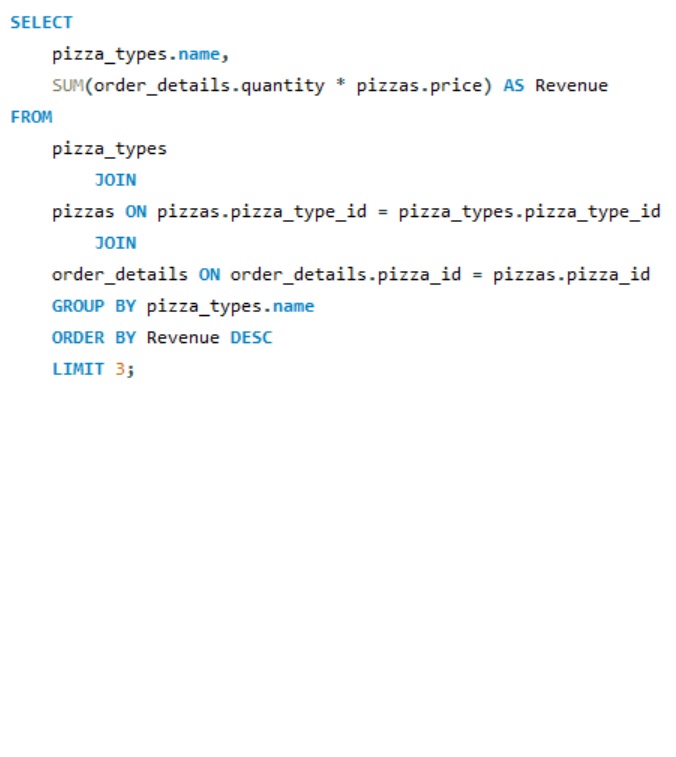 SELECT
    pizza_types.name,
    SUM(order_details.quantity * pizzas.price) AS Revenue
FROM
    pizza_types
        JOIN
    pizzas ON pizzas.pizza_type_id = pizza_types.pizza_type_id
        JOIN
    order_details ON order_details.pizza_id = pizzas.pizza_id
    GROUP BY pizza_types.name
    ORDER BY Revenue DESC
    LIMIT 3;